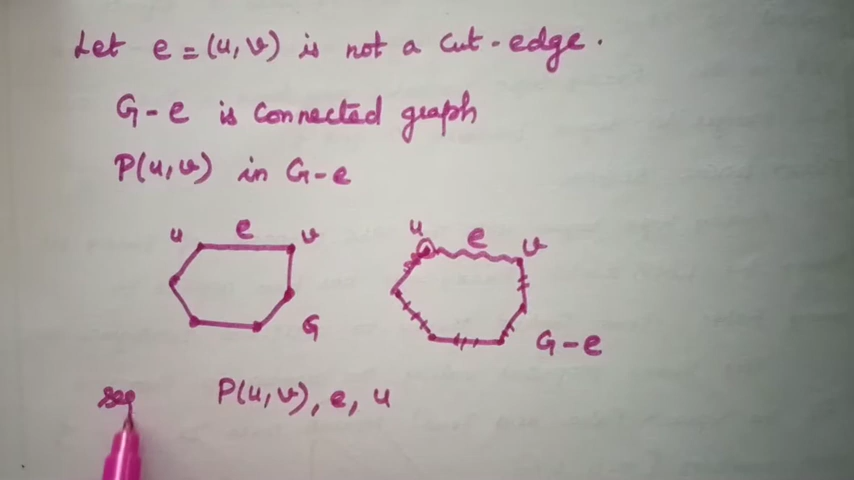 Let e = (u, v) is not a cut-edge.
G-e is connected graph
P(u, v) in G-e
u e v
u e v
G
G-e
P(u, v), e, u